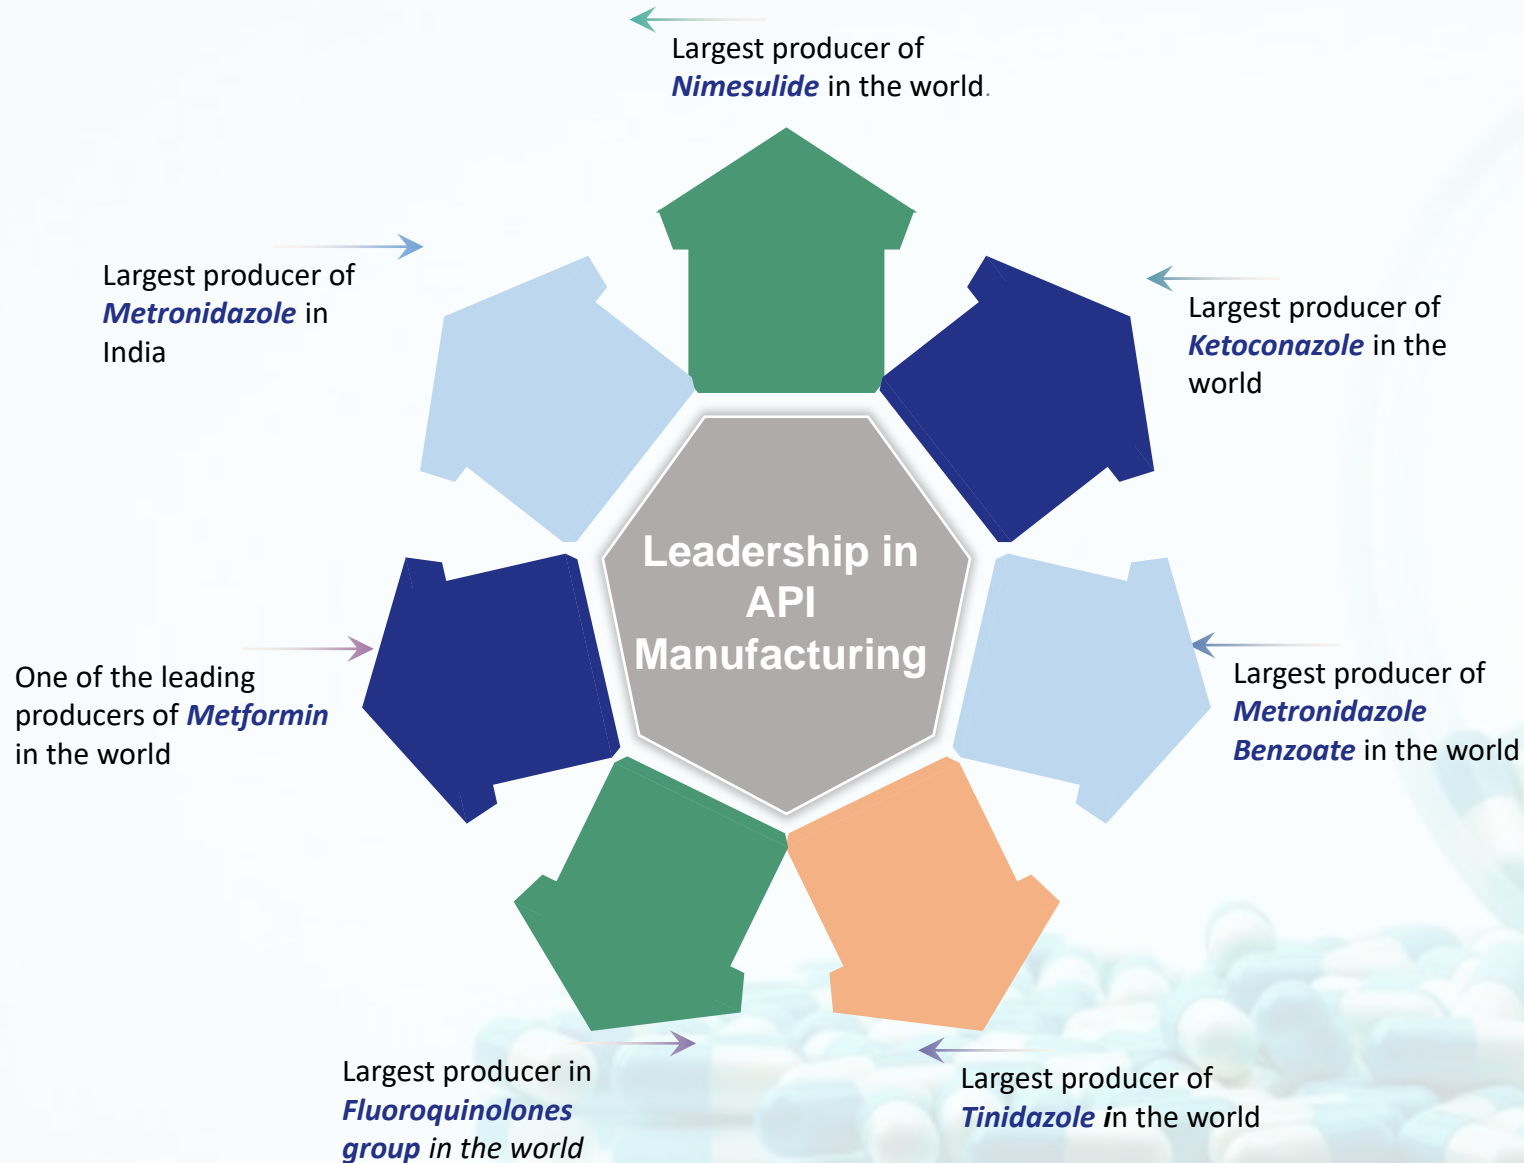 Largest producer of
Nimesulide in the world.
Largest producer of
Metronidazole in
India
Largest producer of
Ketoconazole in the
world
Leadership in
API
Manufacturing
One of the leading
producers of Metformin
in the world
Largest producer of
Metronidazole
Benzoate in the world
Largest producer in
Fluoroquinolones
group in the world
Largest producer of
Tinidazole in the world